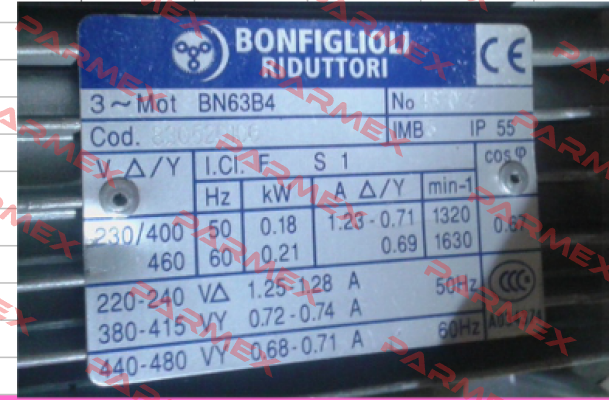 BONFIGLIOLI
RIDUTTORI
CE
3~Mot BN63B4 No
Cod. IMB IP 55
V Δ/Y I.Cl. F S 1 cos φ
Hz kW A Δ/Y min-1
230/400 50 0.18 1.23-0.71 1320
460 60 0.21 0.69 1630
220-240 VΔ 1.25-1.28 A 50Hz
380-415 VY 0.72-0.74 A
440-480 VY 0.68-0.71 A 60Hz
CCC
PARMEX